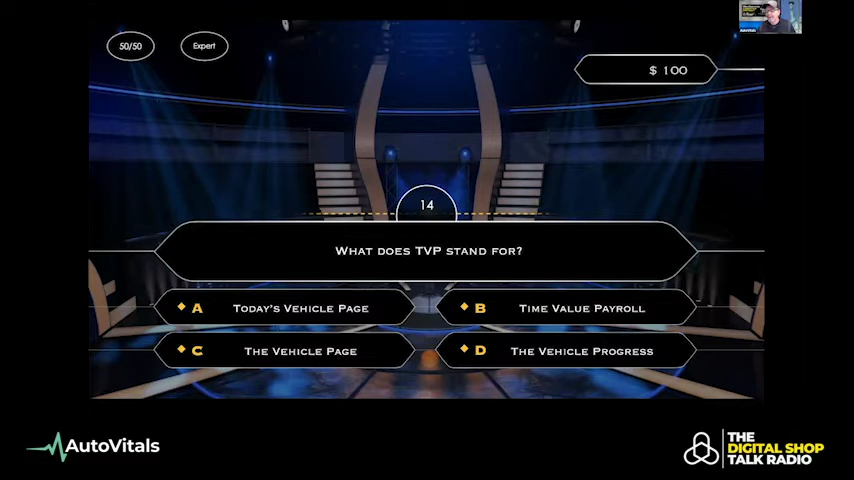 50/50
Expert
$ 100
14
What does TVP stand for?
A Today's Vehicle Page
B Time Value Payroll
C The Vehicle Page
D The Vehicle Progress
AutoVitals
THE
DIGITAL SHOP
TALK RADIO